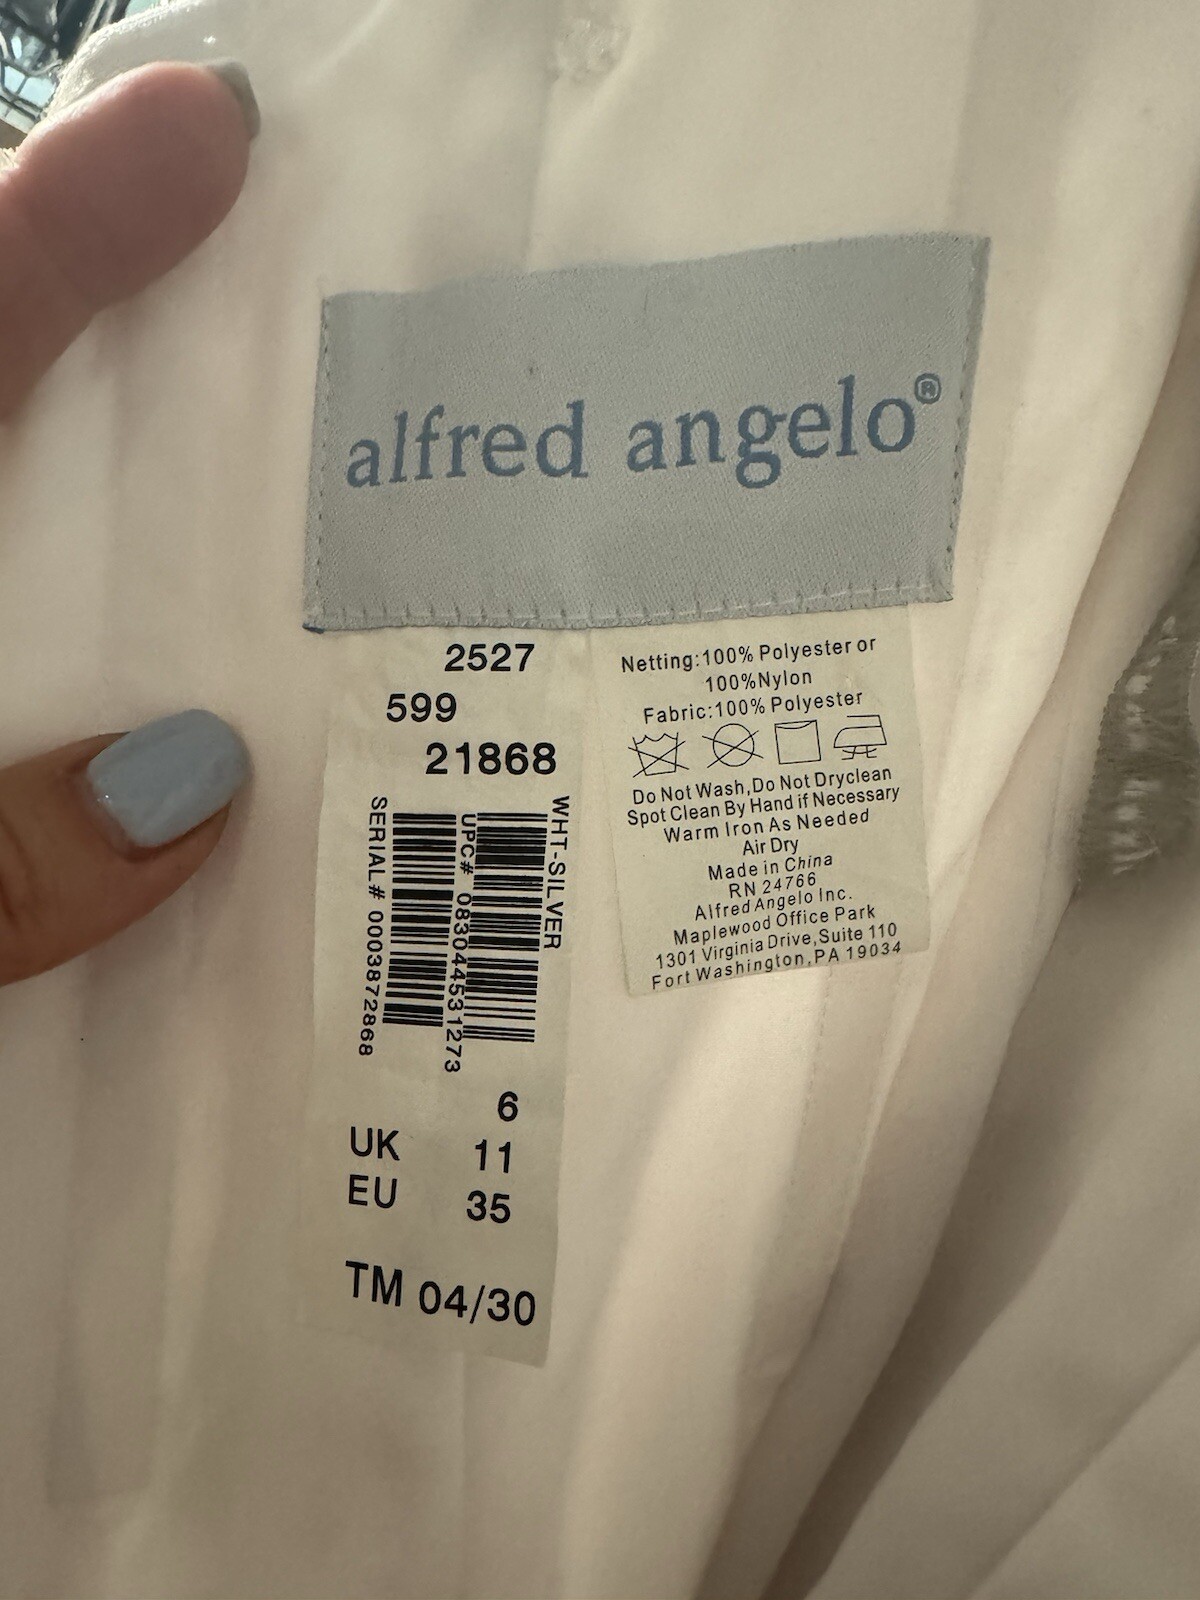 alfred angelo®
2527
599
21868
WHT-SILVER
UPC# 083044531273
SERIAL# 0003872868
6
UK 11
EU 35
TM 04/30
Netting:100% Polyester or
100%Nylon
Fabric:100% Polyester
Do Not Wash,Do Not Dryclean
Spot Clean By Hand if Necessary
Warm Iron As Needed
Air Dry
Made in China
RN 24766
Alfred Angelo Inc.
Maplewood Office Park
1301 Virginia Drive,Suite 110
Fort Washington,PA 19034